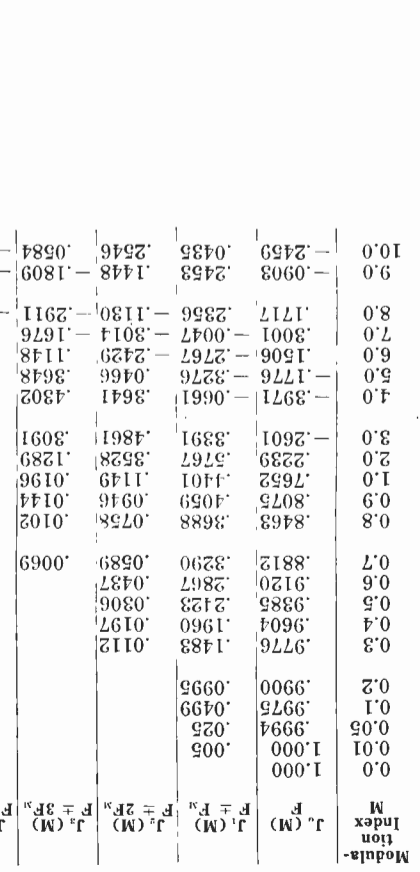 Modula-
tion
Index J₀ (M) J₁ (M) J₂ (M) J₃ (M) J
M F F ± Fₘ F ± 2Fₘ F ± 3Fₘ F
0.0 1.000
0.01 1.000 .005
0.05 .9994 .025
0.1 .9975 .0499
0.2 .9900 .0995
0.3 .9776 .1483 .0112
0.4 .9604 .1960 .0197
0.5 .9385 .2423 .0306
0.6 .9120 .2867 .0437
0.7 .8812 .3290 .0589 .0069
0.8 .8463 .3688 .0758 .0102
0.9 .8075 .4059 .0946 .0144
1.0 .7652 .4401 .1149 .0196
2.0 .2239 .5767 .3528 .1289
3.0 −.2601 .3391 .4861 .3091
4.0 −.3971 −.0661 .3641 .4302
5.0 −.1776 −.3276 .0466 .3648
6.0 .1506 −.2767 −.2429 .1148
7.0 .3001 −.0047 −.3014 −.1676
8.0 .1717 .2356 −.1130 −.2911 −
9.0 −.0903 .2453 .1448 −.1809 −
10.0 −.2459 .0435 .2546 .0584 −